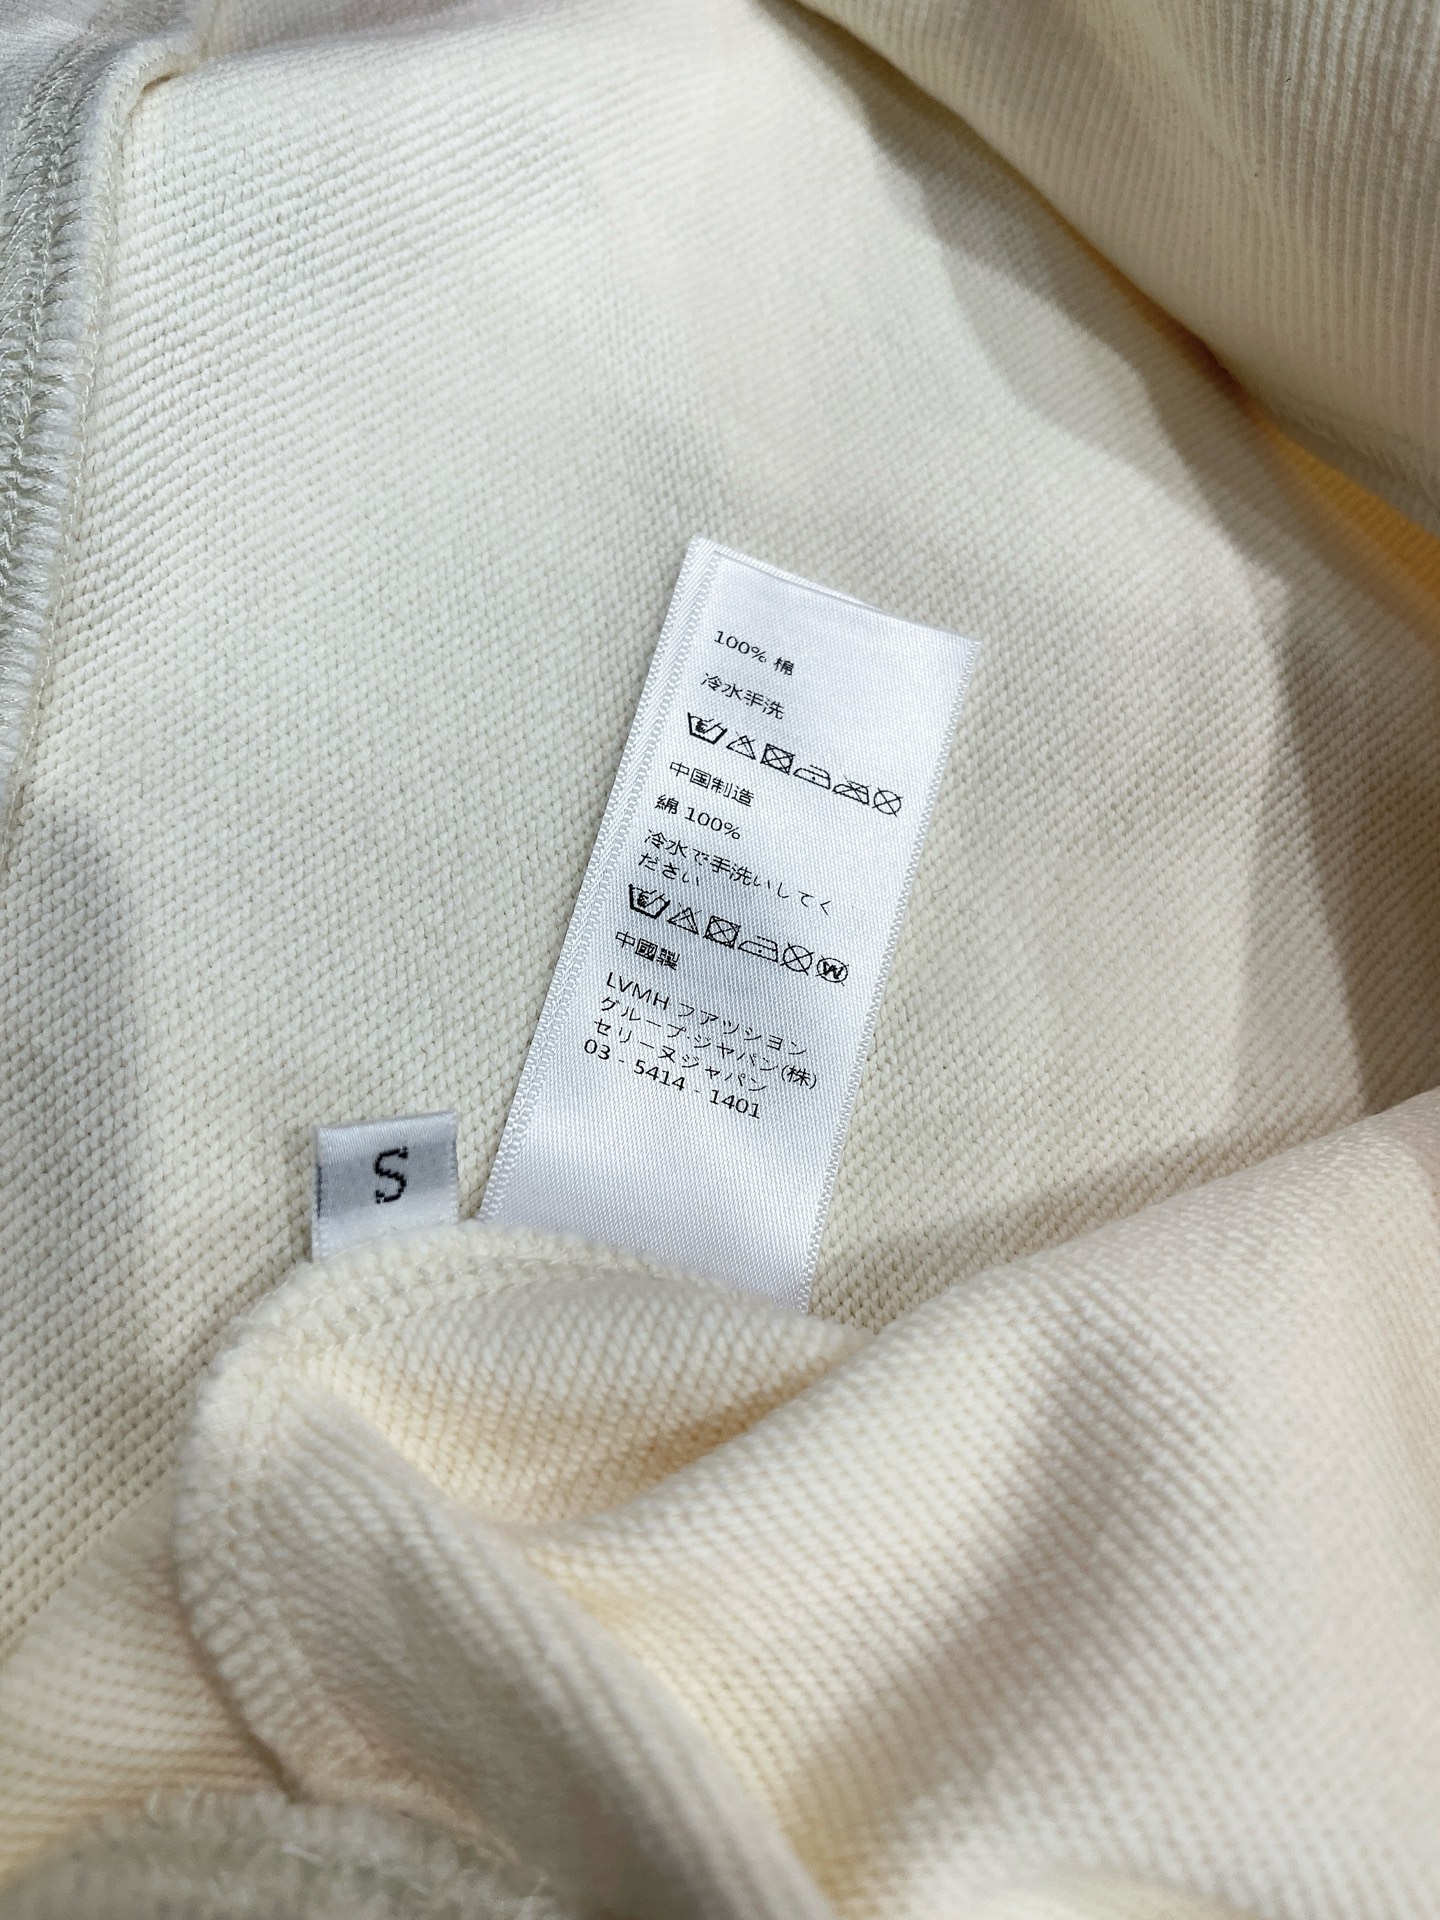 100% 棉
冷水手洗
中国制造
綿 100%
冷水で手洗いしてく
ださい
中國製
LVMH ファッション
グループ・ジャパン(株)
セリーヌジャパン
03 - 5414 - 1401
S